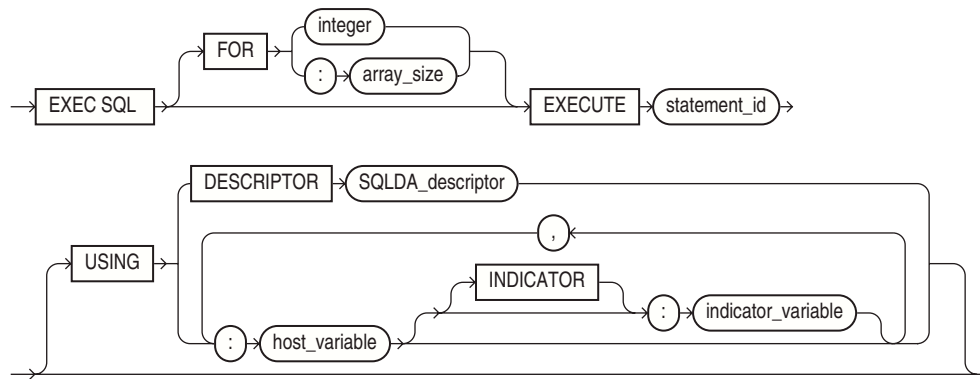 integer
FOR
: array_size
EXEC SQL EXECUTE statement_id
DESCRIPTOR SQLDA_descriptor
,
USING
INDICATOR
: indicator_variable
: host_variable